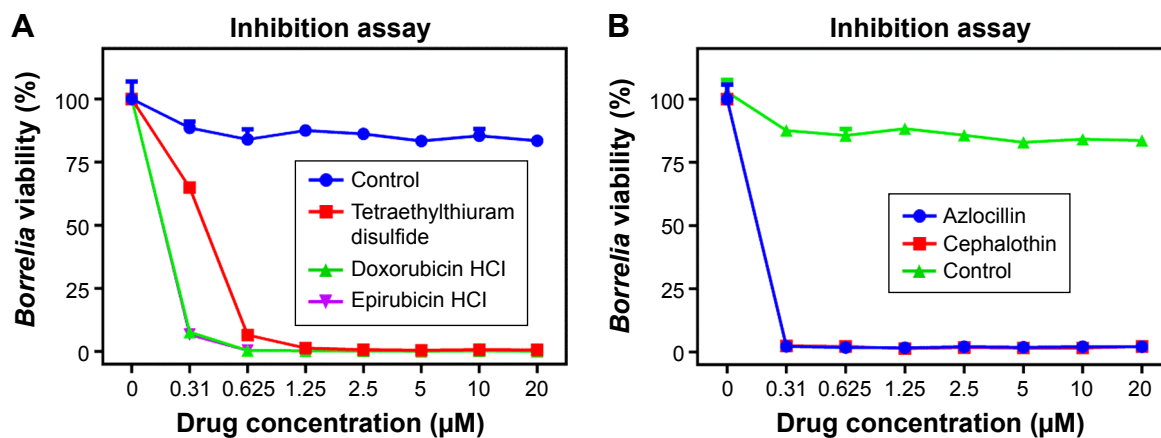 A
Inhibition assay
Borrelia viability (%)
100
75
50
25
0
Control
Tetraethylthiuram
disulfide
Doxorubicin HCl
Epirubicin HCl
0 0.31 0.625 1.25 2.5 5 10 20
Drug concentration (µM)
B
Inhibition assay
Borrelia viability (%)
100
75
50
25
0
Azlocillin
Cephalothin
Control
0 0.31 0.625 1.25 2.5 5 10 20
Drug concentration (µM)